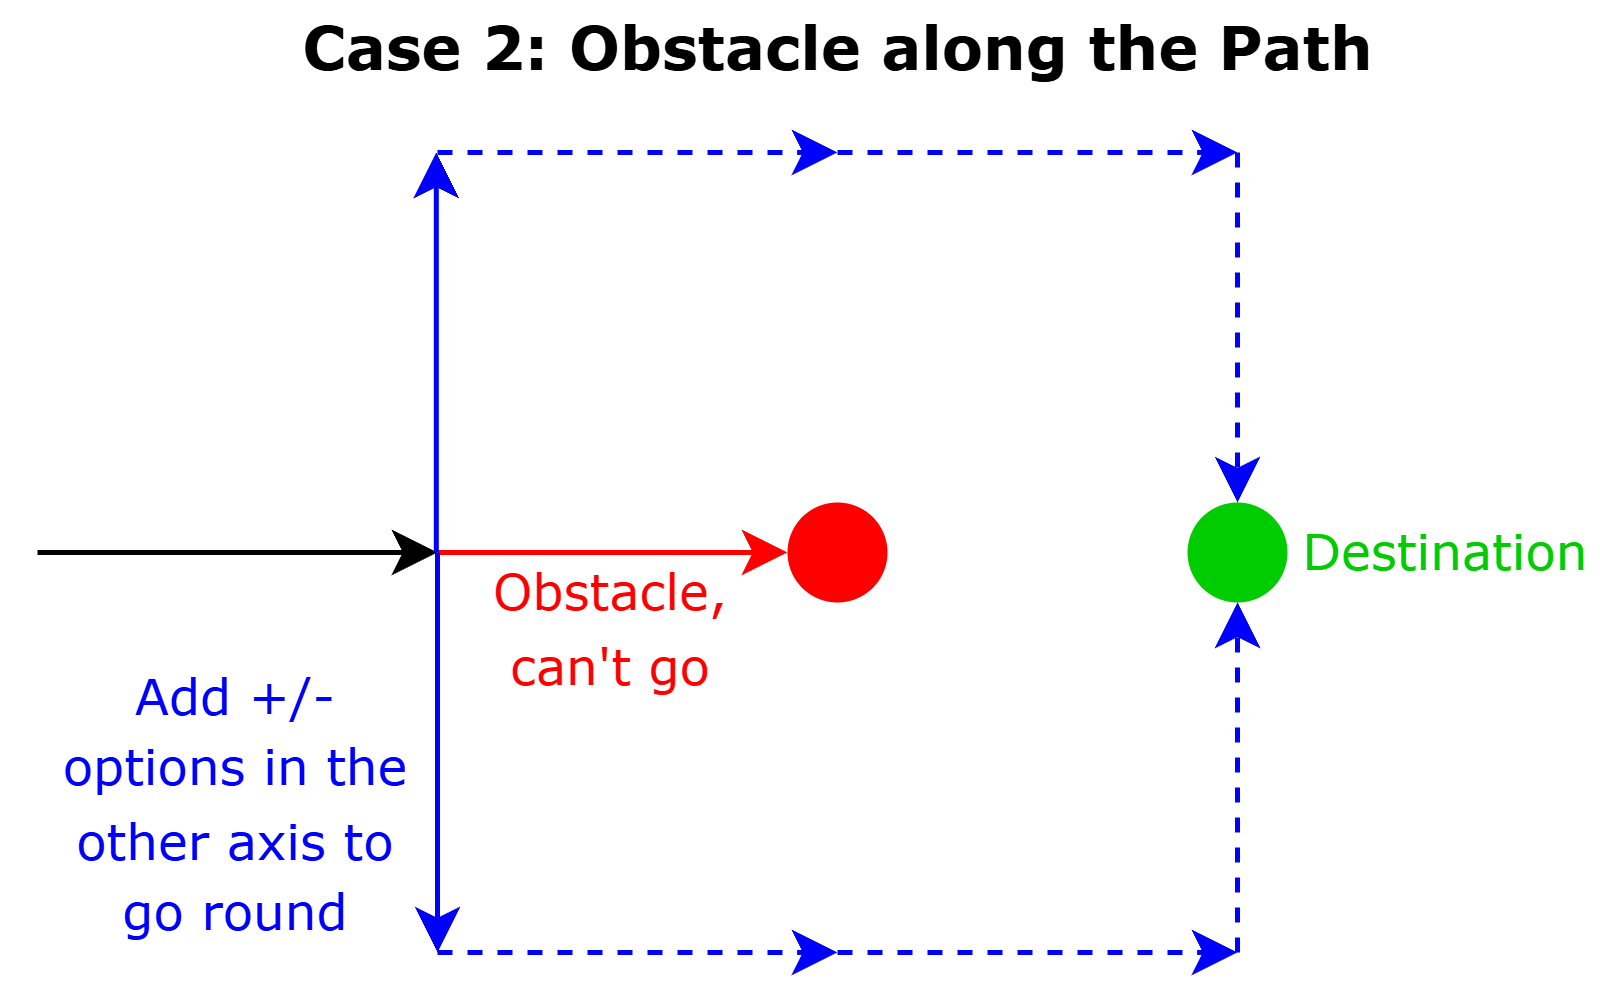 Case 2: Obstacle along the Path
Destination
Obstacle,
can't go
Add +/-
options in the
other axis to
go round